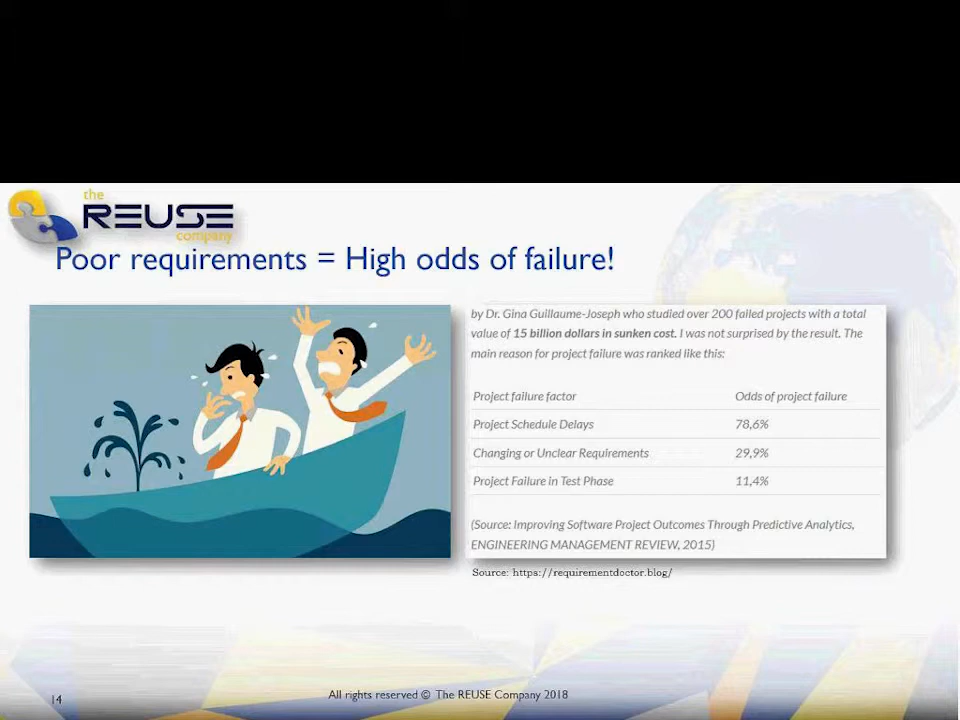 the
REUSE
company
Poor requirements = High odds of failure!
by Dr. Gina Guillaume-Joseph who studied over 200 failed projects with a total
value of 15 billion dollars in sunken cost. I was not surprised by the result. The
main reason for project failure was ranked like this:
Project failure factor Odds of project failure
Project Schedule Delays 78,6%
Changing or Unclear Requirements 29,9%
Project Failure in Test Phase 11,4%
(Source: Improving Software Project Outcomes Through Predictive Analytics,
ENGINEERING MANAGEMENT REVIEW, 2015)
Source: https://requirementdoctor.blog/
14
All rights reserved © The REUSE Company 2018